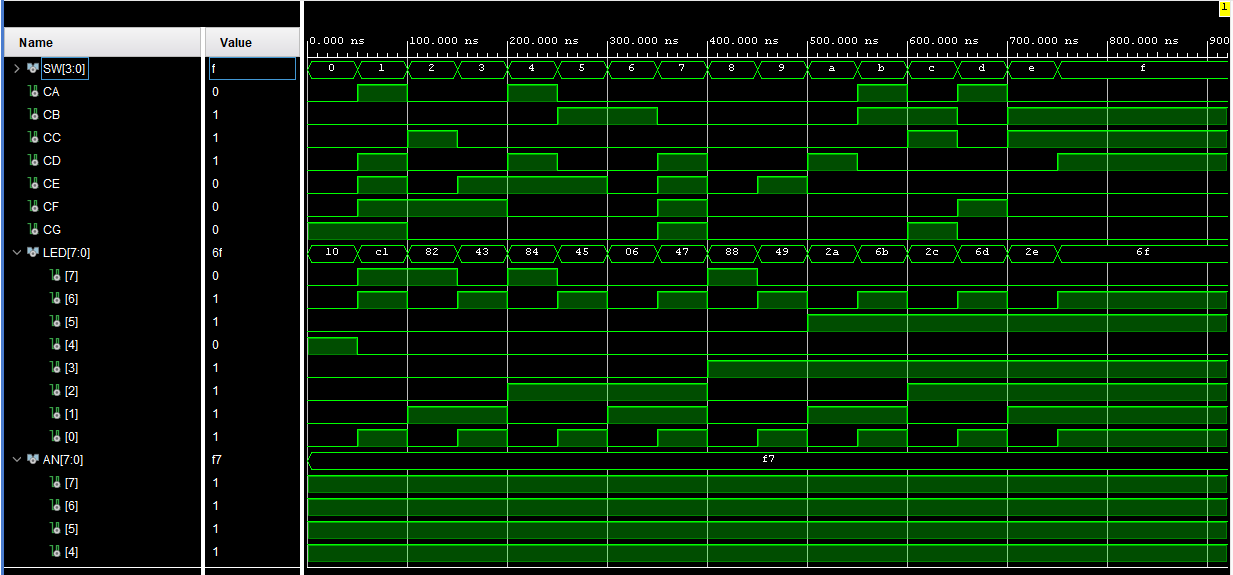 1
Name Value
0.000 ns 100.000 ns 200.000 ns 300.000 ns 400.000 ns 500.000 ns 600.000 ns 700.000 ns 800.000 ns 900
SW[3:0] f 0 1 2 3 4 5 6 7 8 9 a b c d e f
CA 0
CB 1
CC 1
CD 1
CE 0
CF 0
CG 0
LED[7:0] 6f 10 c1 82 43 84 45 06 47 88 49 2a 6b 2c 6d 2e 6f
[7] 0
[6] 1
[5] 1
[4] 0
[3] 1
[2] 1
[1] 1
[0] 1
AN[7:0] f7 f7
[7] 1
[6] 1
[5] 1
[4] 1